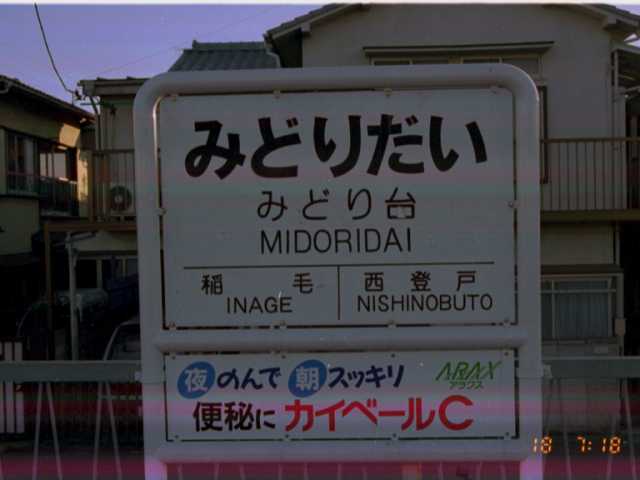 みどりだい
みどり台
MIDORIDAI
稲毛 西登戸
INAGE NISHINOBUTO
夜のんで朝スッキリ ARAX
アラクス
便秘に カイベールC
18 7:18